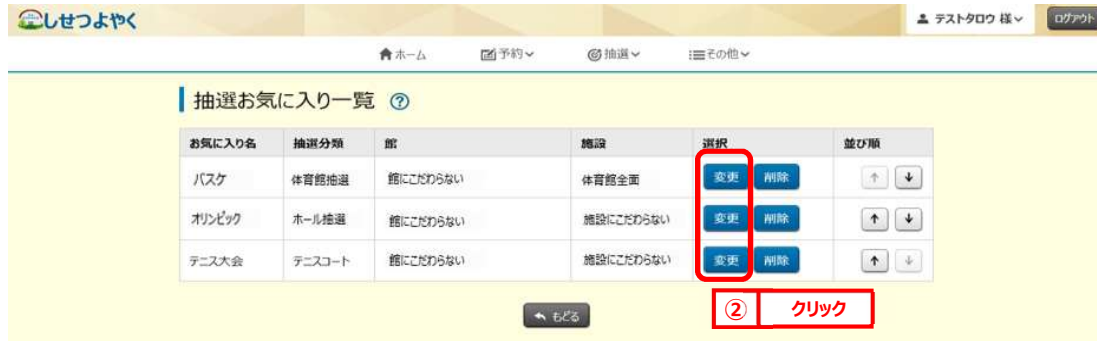 しせつよやく
テストタロウ 様
ログアウト
ホーム 予約 抽選 その他
抽選お気に入り一覧 ?
お気に入り名 抽選分類 館 施設 選択 並び順
バスケ 体育館抽選 館にこだわらない 体育館全面 変更 削除 ↑ ↓
オリンピック ホール抽選 館にこだわらない 施設にこだわらない 変更 削除 ↑ ↓
テニス大会 テニスコート 館にこだわらない 施設にこだわらない 変更 削除 ↑ ↓
もどる
② クリック